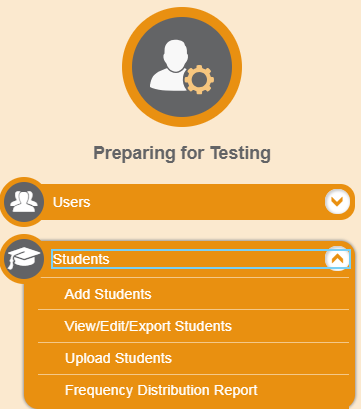 Preparing for Testing
Users
Students
Add Students
View/Edit/Export Students
Upload Students
Frequency Distribution Report